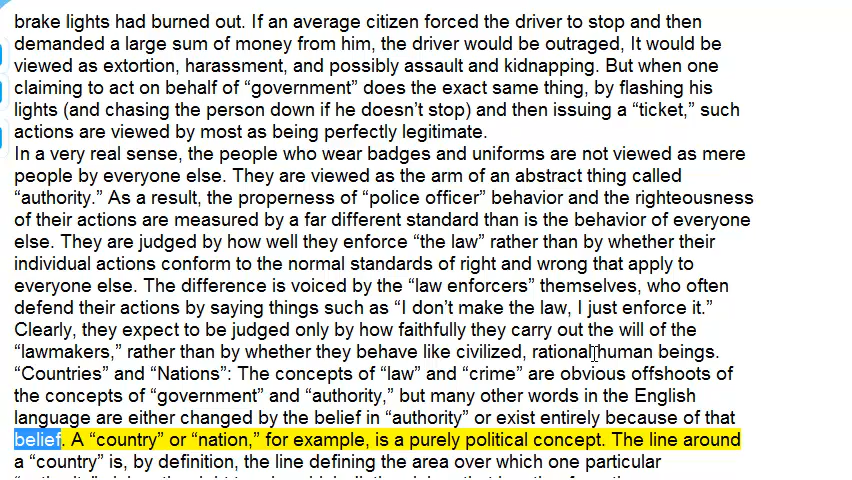 brake lights had burned out. If an average citizen forced the driver to stop and then
demanded a large sum of money from him, the driver would be outraged, It would be
viewed as extortion, harassment, and possibly assault and kidnapping. But when one
claiming to act on behalf of “government” does the exact same thing, by flashing his
lights (and chasing the person down if he doesn’t stop) and then issuing a “ticket,” such
actions are viewed by most as being perfectly legitimate.
In a very real sense, the people who wear badges and uniforms are not viewed as mere
people by everyone else. They are viewed as the arm of an abstract thing called
“authority.” As a result, the properness of “police officer” behavior and the righteousness
of their actions are measured by a far different standard than is the behavior of everyone
else. They are judged by how well they enforce “the law” rather than by whether their
individual actions conform to the normal standards of right and wrong that apply to
everyone else. The difference is voiced by the “law enforcers” themselves, who often
defend their actions by saying things such as “I don’t make the law, I just enforce it.”
Clearly, they expect to be judged only by how faithfully they carry out the will of the
“lawmakers,” rather than by whether they behave like civilized, rational human beings.
“Countries” and “Nations”: The concepts of “law” and “crime” are obvious offshoots of
the concepts of “government” and “authority,” but many other words in the English
language are either changed by the belief in “authority” or exist entirely because of that
belief. A “country” or “nation,” for example, is a purely political concept. The line around
a “country” is, by definition, the line defining the area over which one particular